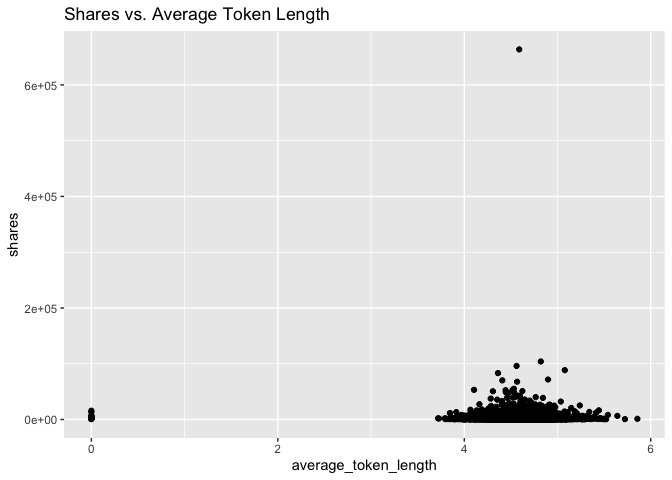 Shares vs. Average Token Length
6e+05
4e+05
2e+05
0e+00
shares
0
2
4
6
average_token_length